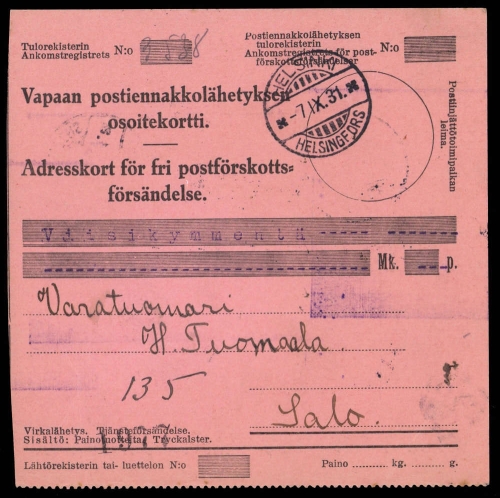 Tulorekisterin
Ankomstregistrets N:o
Postiennakkolähetyksen
tulorekisterin
Ankomstregistrets för post-
förskottsförsändelser N:o
HELSINKI
-7.IX.31.
HELSINGFORS
Vapaan postiennakkolähetyksen
osoitekortti.
Adresskort för fri postförskotts=
försändelse.
Postiinjättötoimipaikan
leima.
Viisikymmentä
Mk. p.
Varatuomari
H. Tuomaala
135
Salo.
Virkalähetys. Tjänsteförsändelse.
Sisältö: Painotuotteita. Tryckalster.
Lähtörekisterin tai- luettelon N:o
Paino kg. g.